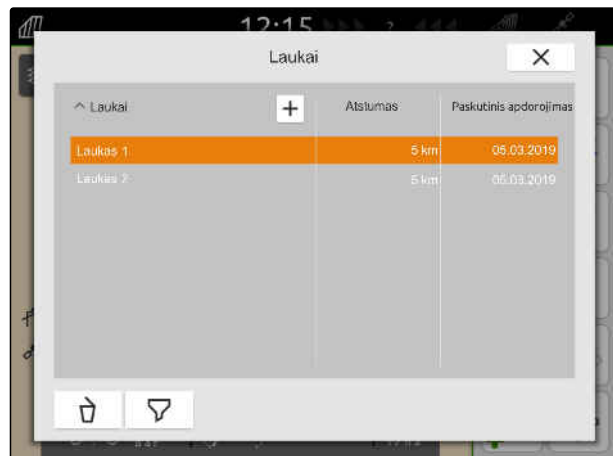 12:15
Laukai
Laukai Atstumas Paskutinis apdorojimas
Laukas 1 5 km 05.03.2019
Laukas 2 5 km 05.03.2019